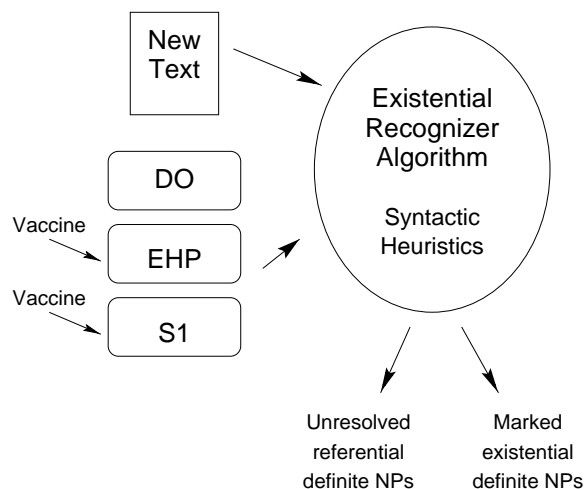 New
Text
Existential
Recognizer
Algorithm
Syntactic
Heuristics
DO
Vaccine
EHP
Vaccine
S1
Unresolved
referential
definite NPs
Marked
existential
definite NPs